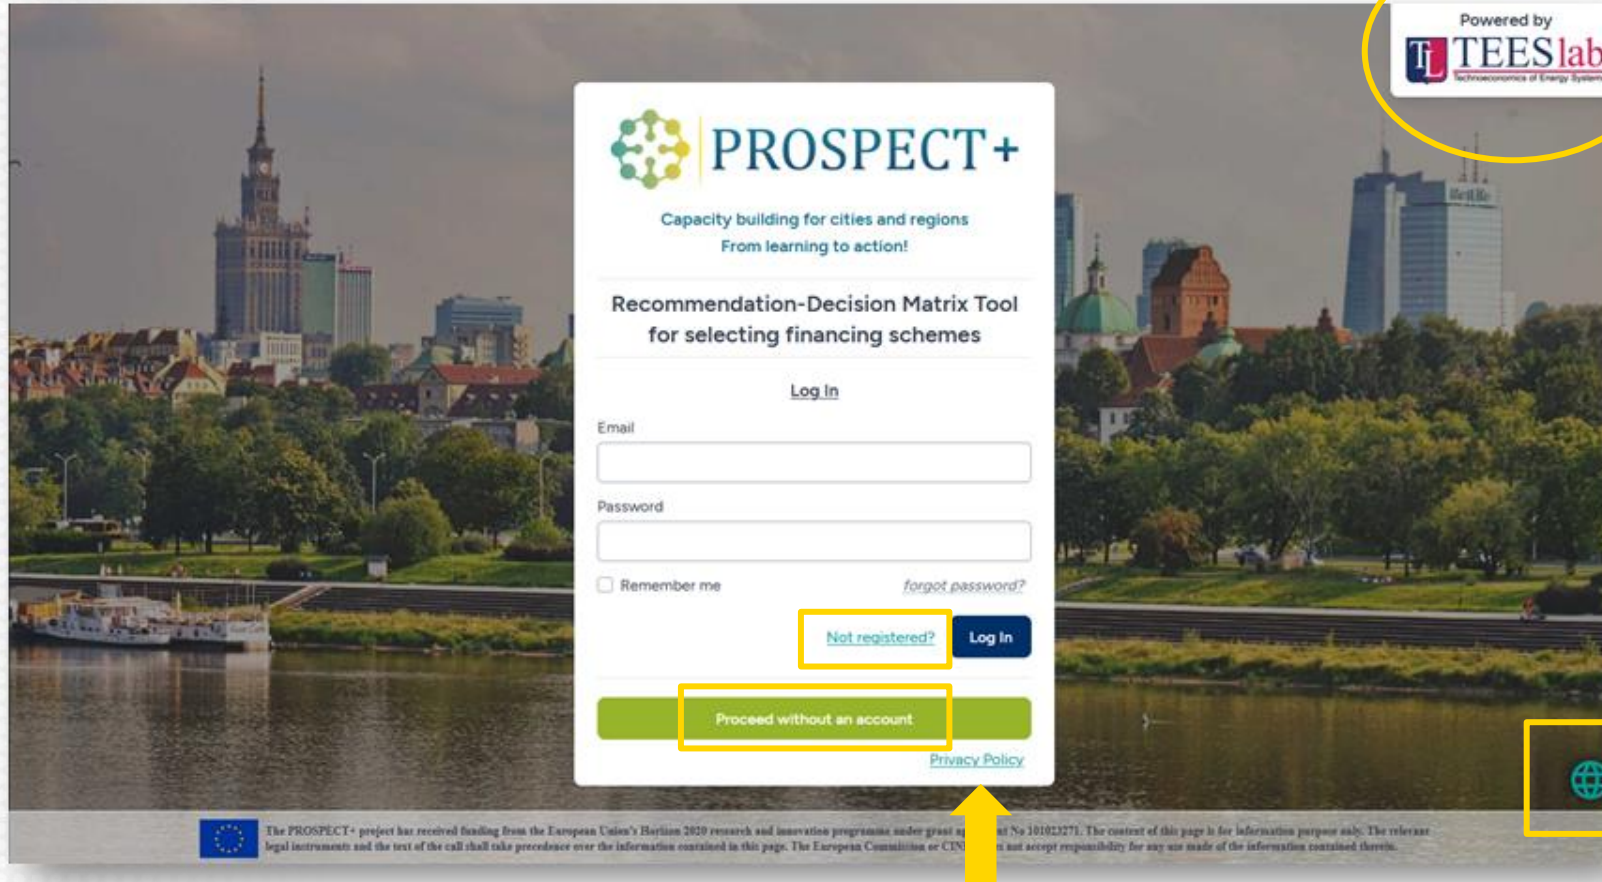 Powered by
TL TEESlab
Technoeconomics of Energy Systems
PROSPECT+
Capacity building for cities and regions
From learning to action!
Recommendation-Decision Matrix Tool
for selecting financing schemes
Log In
Email
Password
Remember me
forgot password?
Not registered?
Log In
Proceed without an account
Privacy Policy
The PROSPECT+ project has received funding from the European Union's Horizon 2020 research and innovation programme under grant No 101023271. The content of this page is for information purpose only. The relevant
legal instruments and the text of the call shall take precedence over the information contained in this page. The European Commission or not accept responsibility for any use made of the information contained therein.